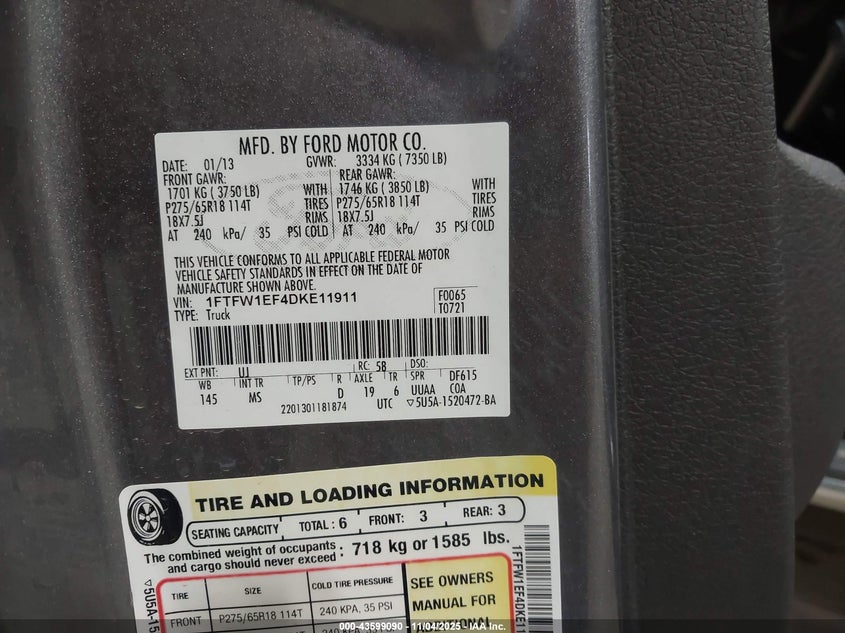 MFD. BY FORD MOTOR CO.
DATE: 01/13 GVWR: 3334 KG ( 7350 LB)
FRONT GAWR: REAR GAWR:
1701 KG ( 3750 LB) WITH 1746 KG ( 3850 LB) WITH
P275/65R18 114T TIRES P275/65R18 114T TIRES
18X7.5J RIMS 18X7.5J RIMS
AT 240 kPa/ 35 PSI COLD AT 240 kPa/ 35 PSI COLD
THIS VEHICLE CONFORMS TO ALL APPLICABLE FEDERAL MOTOR
VEHICLE SAFETY STANDARDS IN EFFECT ON THE DATE OF
MANUFACTURE SHOWN ABOVE.
VIN: 1FTFW1EF4DKE11911 F0065
TYPE: Truck T0721
EXT PNT: UJ RC: 58 DSO:
WB INT TR TP/PS R AXLE TR SPR DF615
145 MS D 19 6 UUAA COA
2201301181874 UTC ▽5U5A-1520472-BA
TIRE AND LOADING INFORMATION
SEATING CAPACITY TOTAL: 6 FRONT: 3 REAR: 3
The combined weight of occupants and cargo should never exceed: 718 kg or 1585 lbs.
TIRE SIZE COLD TIRE PRESSURE SEE OWNERS
FRONT P275/65R18 114T 240 KPA, 35 PSI MANUAL FOR
▽5U5A-15
1FTFW1EF4DKE11
000-43599090 - 11/04/2025 - IAA Inc.